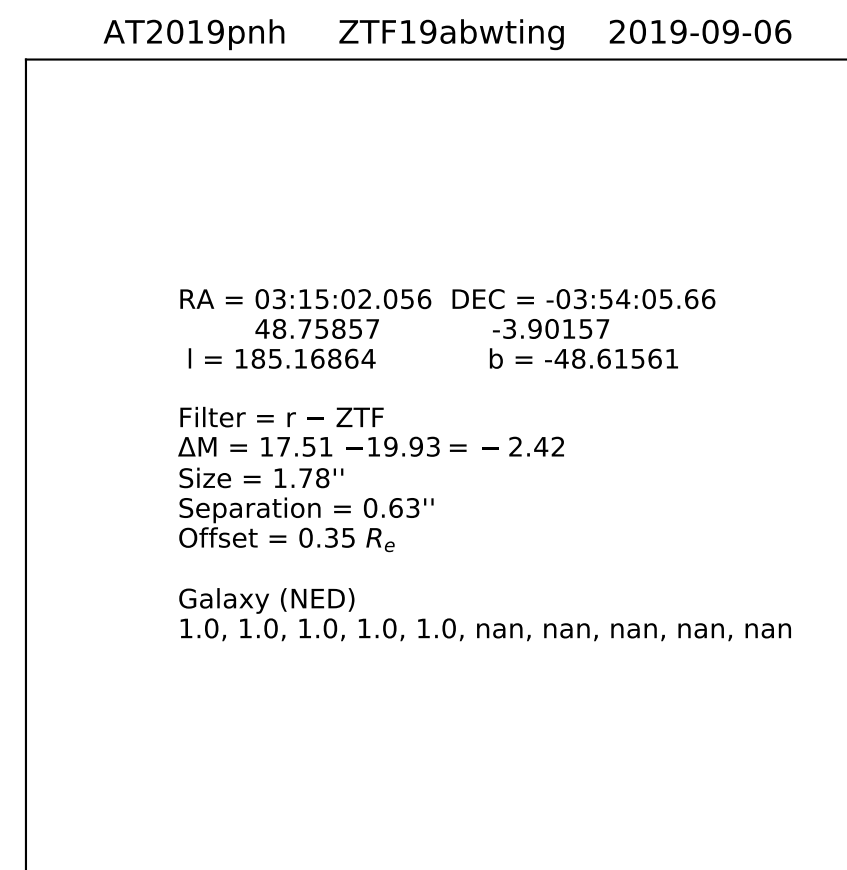 AT2019pnh ZTF19abwting 2019-09-06
RA = 03:15:02.056 DEC = -03:54:05.66
48.75857 -3.90157
l = 185.16864 b = -48.61561
Filter = r − ZTF
ΔM = 17.51 −19.93 = − 2.42
Size = 1.78''
Separation = 0.63''
Offset = 0.35 Rₑ
Galaxy (NED)
1.0, 1.0, 1.0, 1.0, 1.0, nan, nan, nan, nan, nan